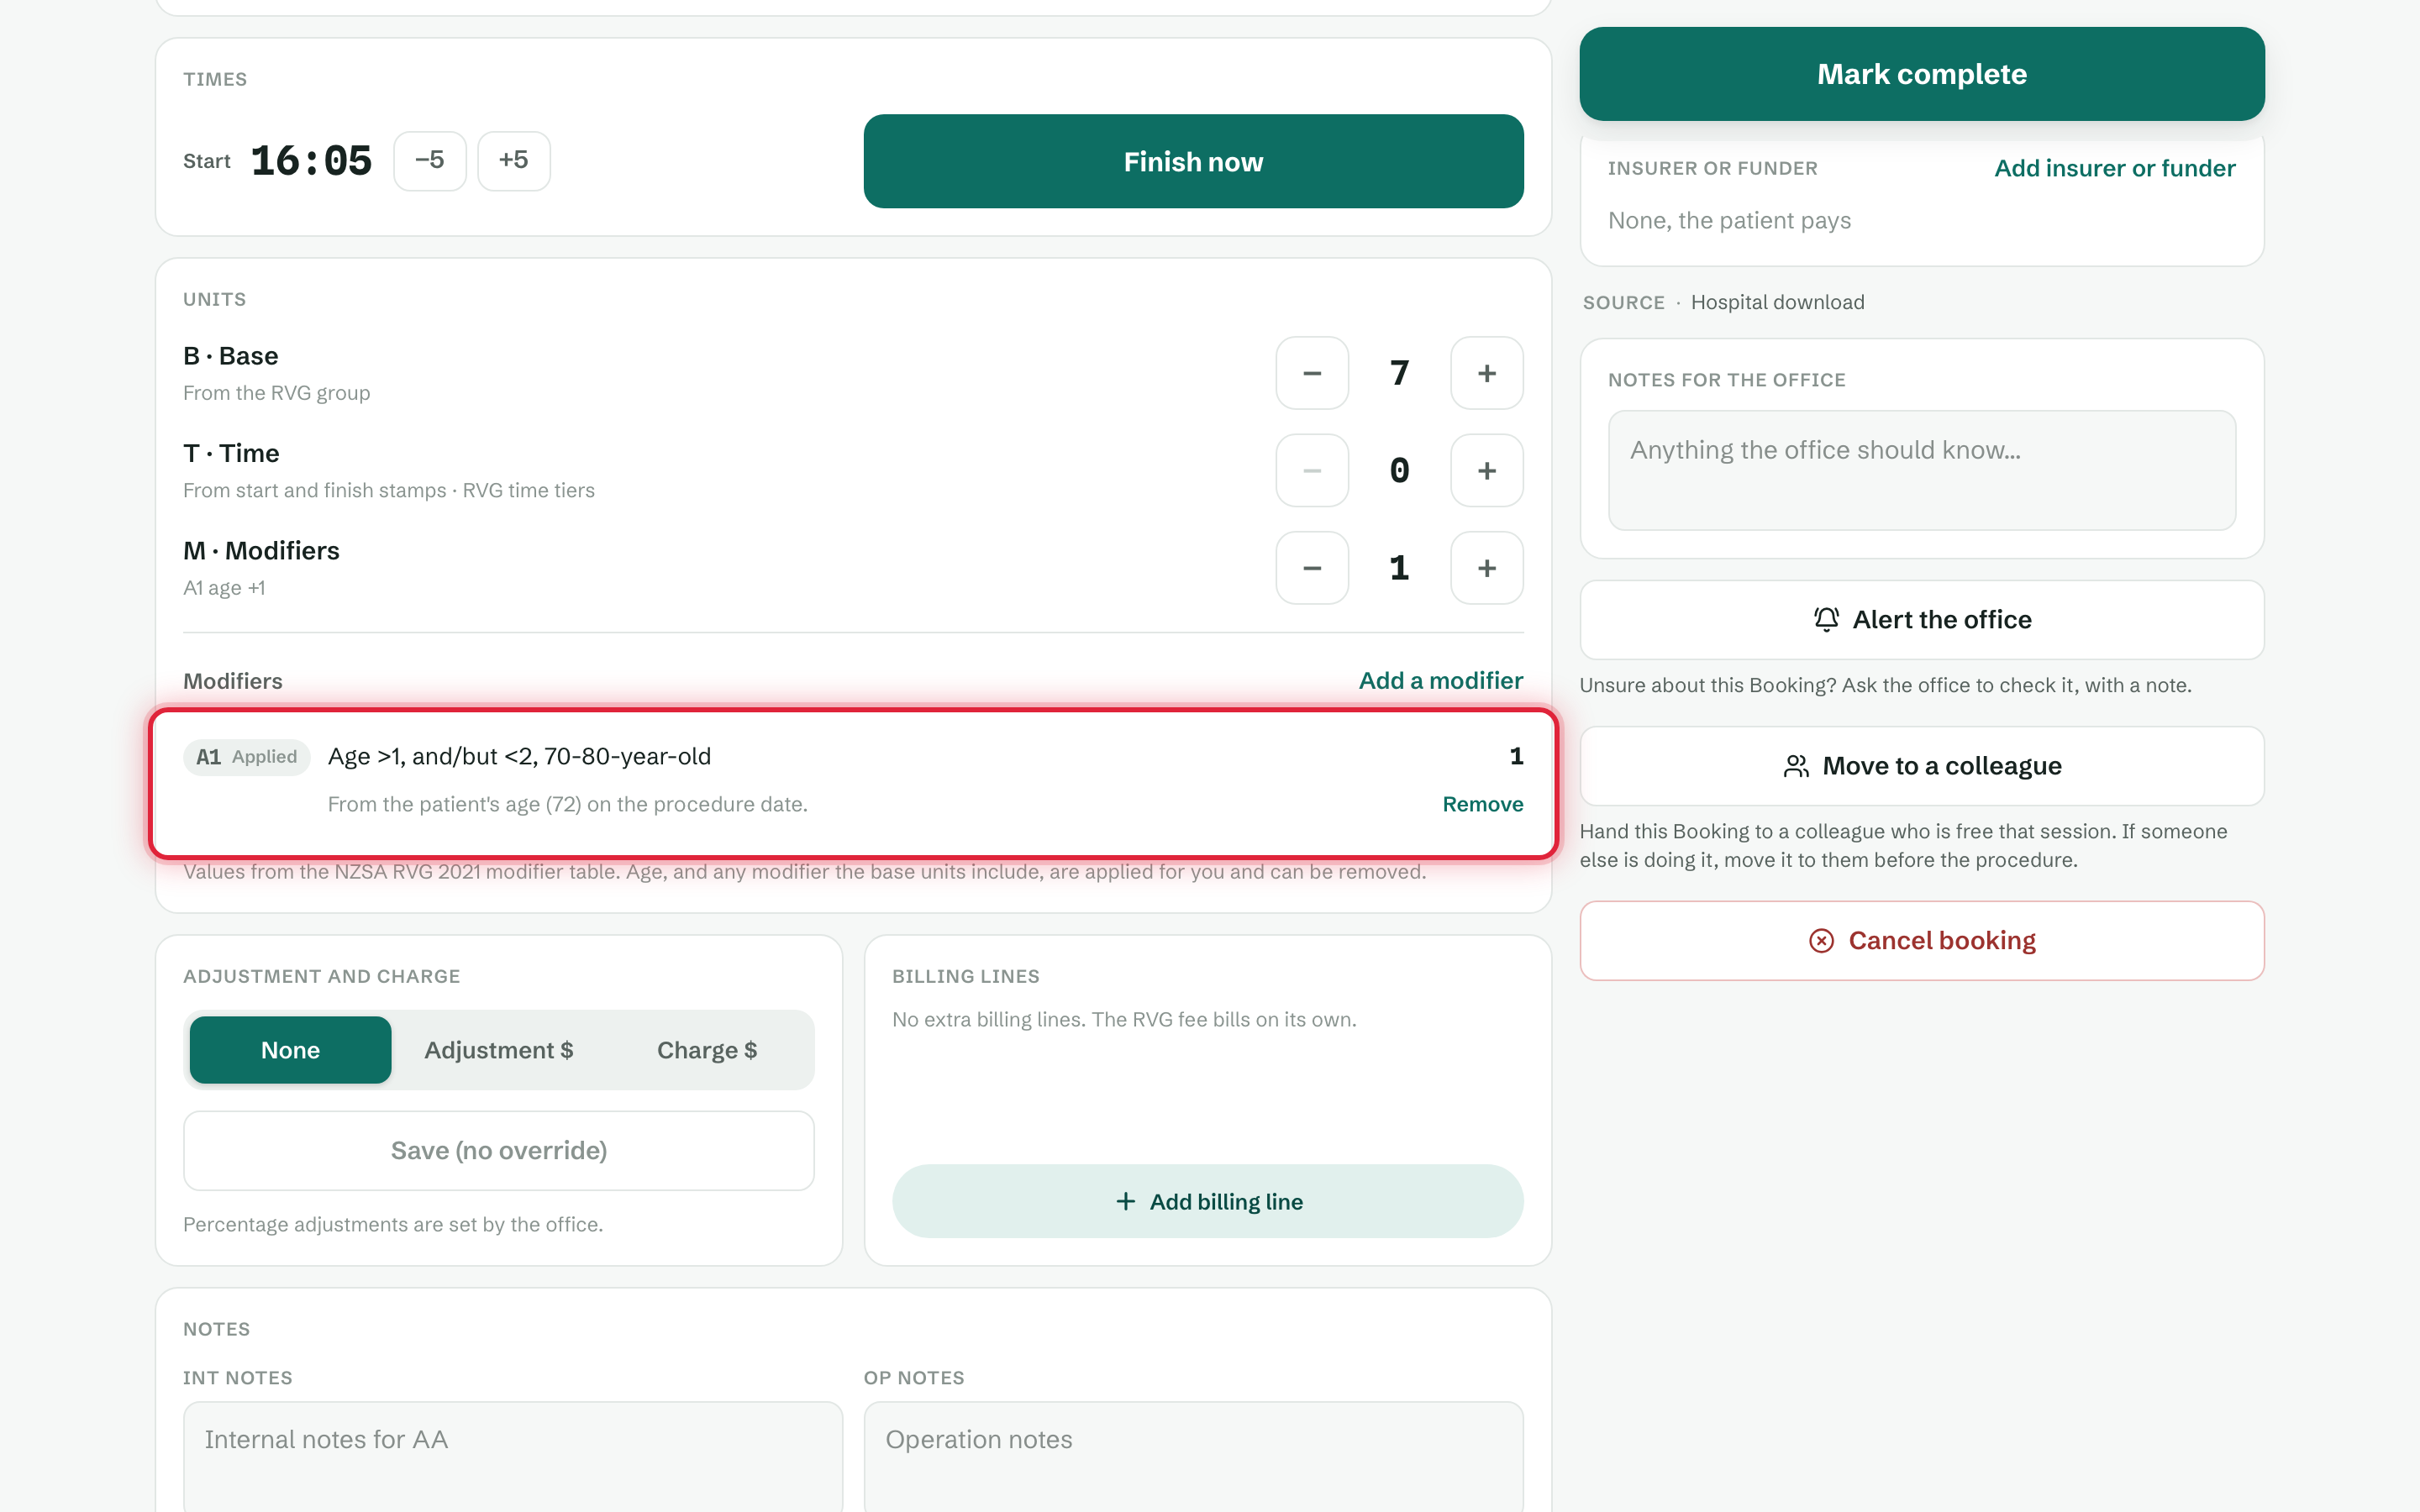 TIMES
Start 16:05 −5 +5
Finish now
UNITS
B · Base
From the RVG group
− 7 +
T · Time
From start and finish stamps · RVG time tiers
− 0 +
M · Modifiers
A1 age +1
− 1 +
Modifiers
Add a modifier
A1 Applied Age >1, and/but <2, 70-80-year-old 1
From the patient's age (72) on the procedure date. Remove
Values from the NZSA RVG 2021 modifier table. Age, and any modifier the base units include, are applied for you and can be removed.
ADJUSTMENT AND CHARGE
None Adjustment $ Charge $
Save (no override)
Percentage adjustments are set by the office.
BILLING LINES
No extra billing lines. The RVG fee bills on its own.
+ Add billing line
NOTES
INT NOTES
Internal notes for AA
OP NOTES
Operation notes
Mark complete
INSURER OR FUNDER Add insurer or funder
None, the patient pays
SOURCE · Hospital download
NOTES FOR THE OFFICE
Anything the office should know...
Alert the office
Unsure about this Booking? Ask the office to check it, with a note.
Move to a colleague
Hand this Booking to a colleague who is free that session. If someone
else is doing it, move it to them before the procedure.
Cancel booking